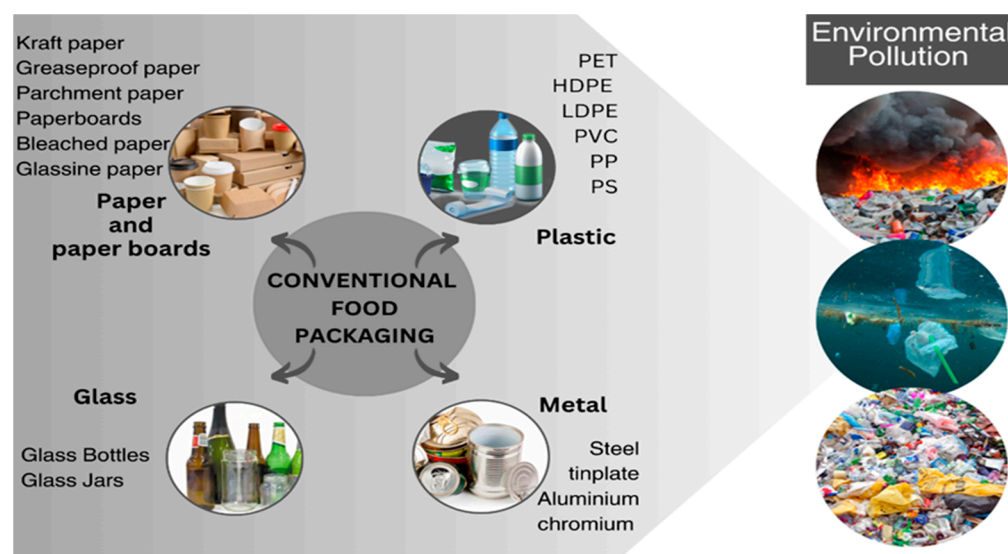 Kraft paper
Greaseproof paper
Parchment paper
Paperboards
Bleached paper
Glassine paper
Paper
and
paper boards
PET
HDPE
LDPE
PVC
PP
PS
Plastic
CONVENTIONAL
FOOD
PACKAGING
Glass
Glass Bottles
Glass Jars
Metal
Steel
tinplate
Aluminium
chromium
Environmental
Pollution